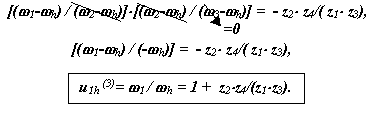 [(ω₁-ωₕ) / (ω₂-ωₕ)]·[(ω₂-ωₕ) / (ω₃-ωₕ) = - z₂· z₄/( z₁· z₃),
=0
[(ω₁-ωₕ) / (-ωₕ)] = - z₂· z₄/( z₁· z₃),
u₁ₕ ⁽³⁾= ω₁ / ωₕ = 1 + z₂·z₄/(z₁·z₃).